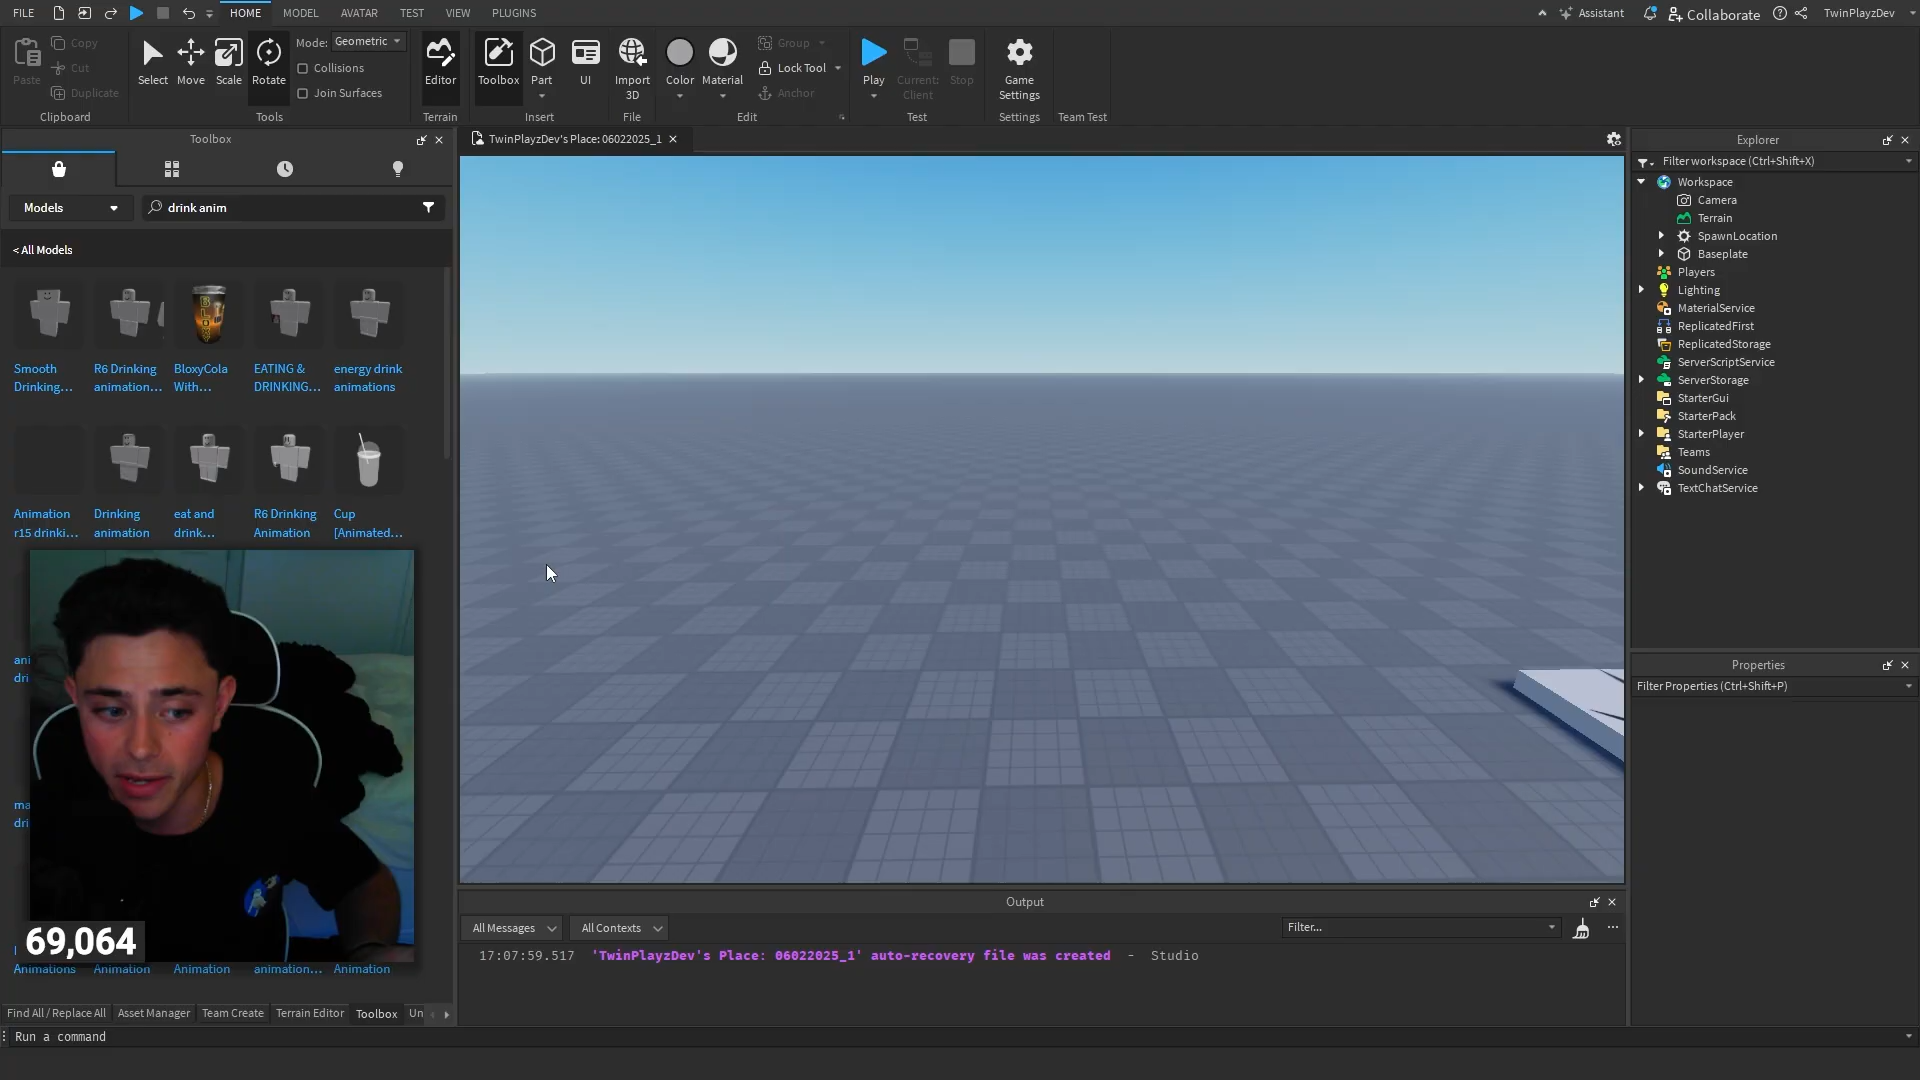 FILE
HOME
MODEL
AVATAR
TEST
VIEW
PLUGINS
Assistant
Collaborate
TwinPlayzDev
Paste
Copy
Cut
Duplicate
Clipboard
Select
Move
Scale
Rotate
Mode:
Geometric
Collisions
Join Surfaces
Tools
Editor
Terrain
Toolbox
Part
UI
Insert
Import
3D
File
Color
Material
Group
Lock Tool
Anchor
Edit
Play
Current:
Client
Stop
Test
Game
Settings
Settings
Team Test
Toolbox
Models
drink anim
< All Models
Smooth
Drinking...
R6 Drinking
animation...
BloxyCola
With...
EATING &
DRINKING...
energy drink
animations
Animation
r15 drinki...
Drinking
animation
eat and
drink...
R6 Drinking
Animation
Cup
[Animated...
ani
dri
ma
dri
69,064
Animations
Animation
Animation
animation...
Animation
Find All / Replace All
Asset Manager
Team Create
Terrain Editor
Toolbox
Un
Run a command
TwinPlayzDev's Place: 06022025_1
Output
All Messages
All Contexts
Filter...
17:07:59.517 'TwinPlayzDev's Place: 06022025_1' auto-recovery file was created - Studio
Explorer
Filter workspace (Ctrl+Shift+X)
Workspace
Camera
Terrain
SpawnLocation
Baseplate
Players
Lighting
MaterialService
ReplicatedFirst
ReplicatedStorage
ServerScriptService
ServerStorage
StarterGui
StarterPack
StarterPlayer
Teams
SoundService
TextChatService
Properties
Filter Properties (Ctrl+Shift+P)